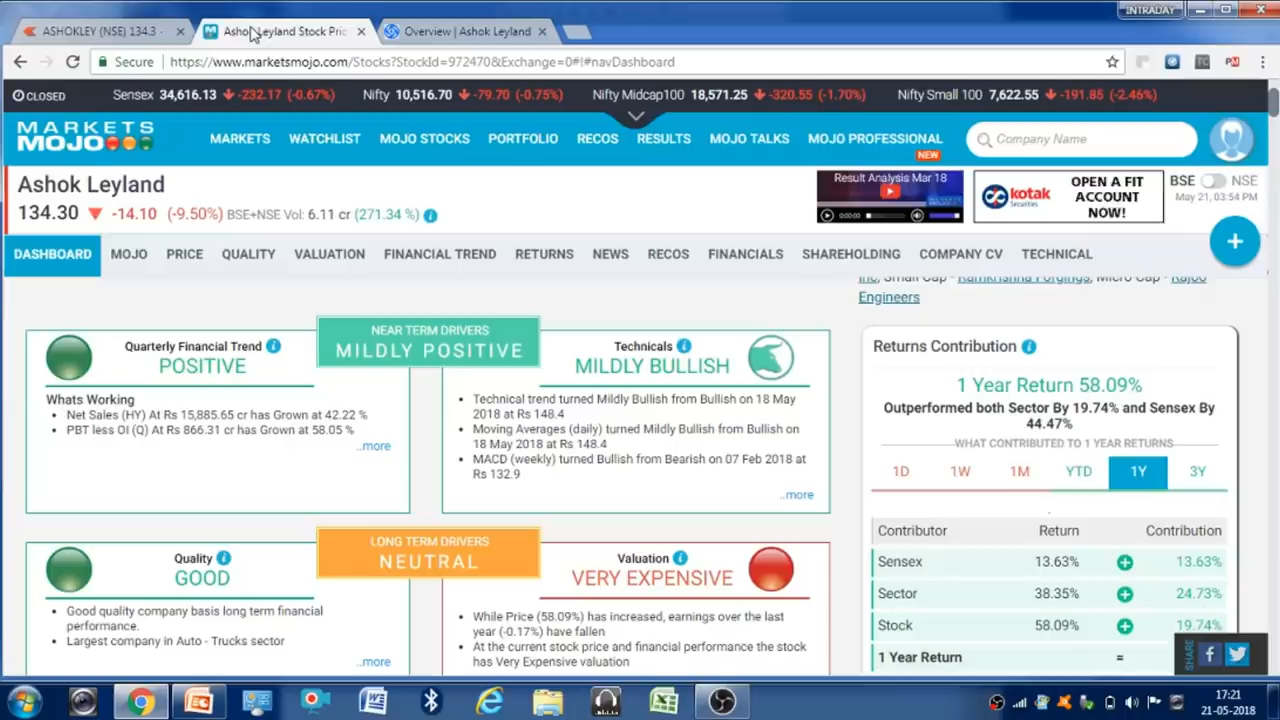 INTRADAY
ASHOKLEY (NSE) 134.3 -
Ashok Leyland Stock Pric
Overview | Ashok Leyland
Secure
https://www.marketsmojo.com/Stocks?StockId=972470&Exchange=0#!#navDashboard
CLOSED
Sensex 34,616.13 -232.17 (-0.67%)
Nifty 10,516.70 -79.70 (-0.75%)
Nifty Midcap100 18,571.25 -320.55 (-1.70%)
Nifty Small 100 7,622.55 -191.85 (-2.46%)
MARKETS
MOJO
MARKETS WATCHLIST MOJO STOCKS PORTFOLIO RECOS RESULTS MOJO TALKS MOJO PROFESSIONAL
NEW
Company Name
Ashok Leyland
134.30 -14.10 (-9.50%) BSE+NSE Vol: 6.11 cr (271.34 %)
Result Analysis Mar 18
0:00:00
kotak
Securities
OPEN A FIT
ACCOUNT
NOW!
BSE NSE
May 21, 03:54 PM
DASHBOARD MOJO PRICE QUALITY VALUATION FINANCIAL TREND RETURNS NEWS RECOS FINANCIALS SHAREHOLDING COMPANY CV TECHNICAL
Inc, Small Cap - Ramkrishna Forgings, Micro Cap - Rajoo
Engineers
NEAR TERM DRIVERS
MILDLY POSITIVE
Quarterly Financial Trend
POSITIVE
Whats Working
• Net Sales (HY) At Rs 15,885.65 cr has Grown at 42.22 %
• PBT less OI (Q) At Rs 866.31 cr has Grown at 58.05 %
..more
Technicals
MILDLY BULLISH
• Technical trend turned Mildly Bullish from Bullish on 18 May
2018 at Rs 148.4
• Moving Averages (daily) turned Mildly Bullish from Bullish on
18 May 2018 at Rs 148.4
• MACD (weekly) turned Bullish from Bearish on 07 Feb 2018 at
Rs 132.9
..more
LONG TERM DRIVERS
NEUTRAL
Quality
GOOD
• Good quality company basis long term financial
performance.
• Largest company in Auto - Trucks sector
..more
Valuation
VERY EXPENSIVE
• While Price (58.09%) has increased, earnings over the last
year (-0.17%) have fallen
• At the current stock price and financial performance the stock
has Very Expensive valuation
Returns Contribution
1 Year Return 58.09%
Outperformed both Sector By 19.74% and Sensex By
44.47%
WHAT CONTRIBUTED TO 1 YEAR RETURNS
1D 1W 1M YTD 1Y 3Y
Contributor Return Contribution
Sensex 13.63% 13.63%
Sector 38.35% 24.73%
Stock 58.09% 19.74%
1 Year Return =
SHARE
17:21
21-05-2018